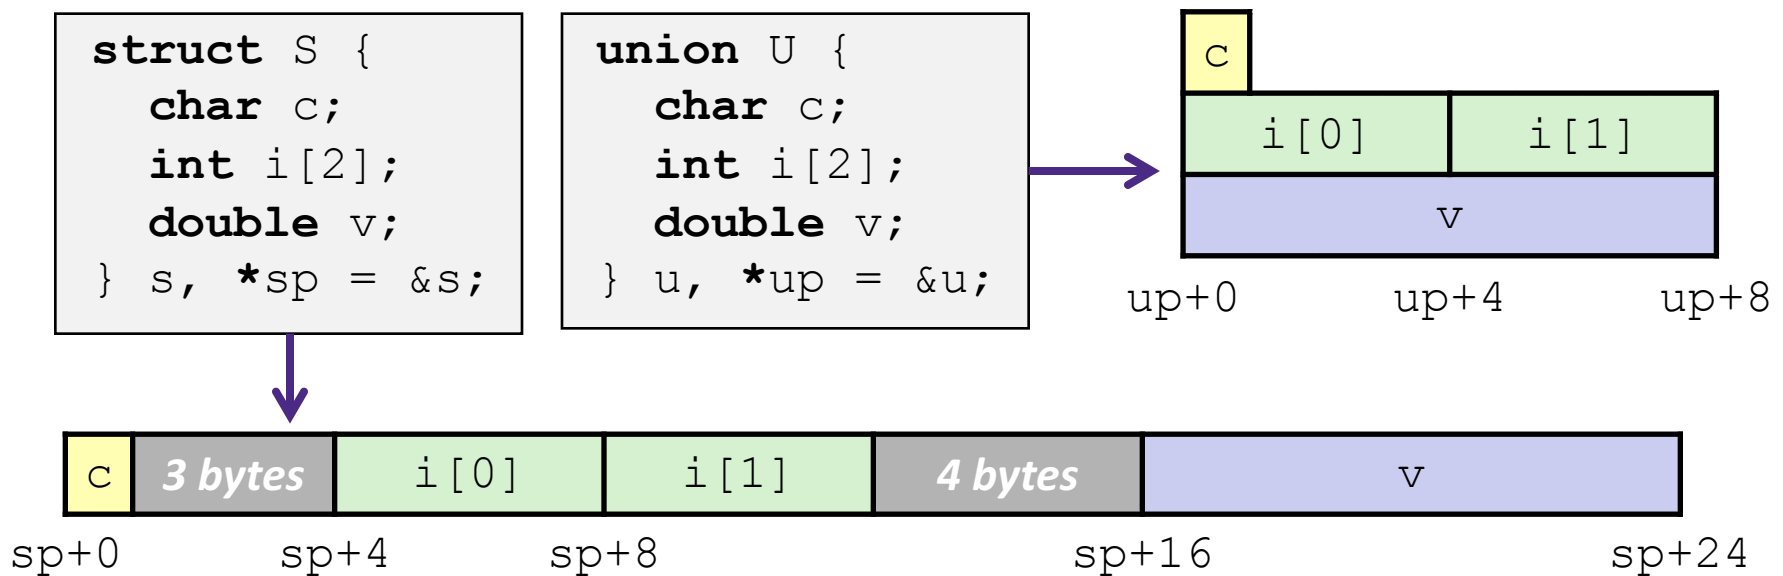 struct S {
char c;
int i[2];
double v;
} s, *sp = &s;
union U {
char c;
int i[2];
double v;
} u, *up = &u;
c
i[0] i[1]
v
up+0 up+4 up+8
c 3 bytes i[0] i[1] 4 bytes v
sp+0 sp+4 sp+8 sp+16 sp+24